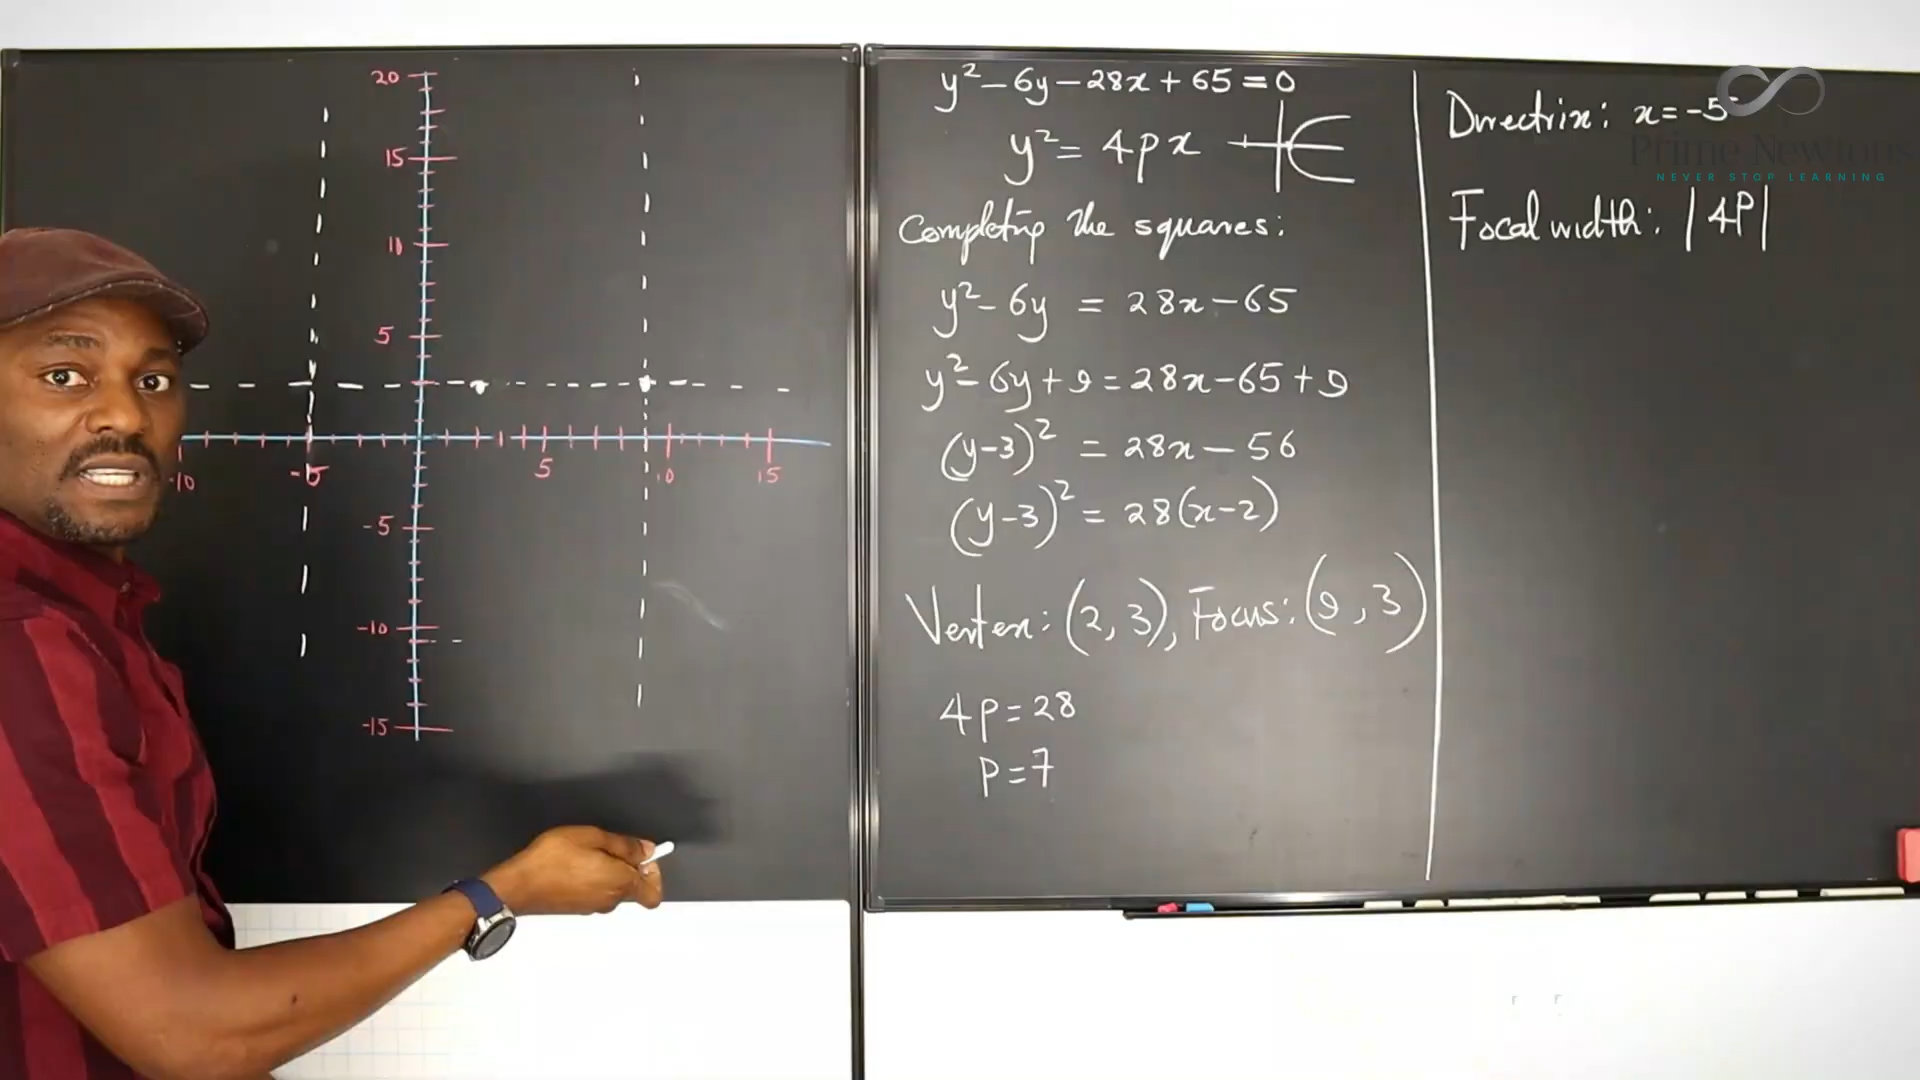 20
15
10
5
-10
-5
5
10
15
-5
-10
-15
y² - 6y - 28x + 65 = 0
y² = 4px
Completing the squares:
y² - 6y = 28x - 65
y² - 6y + 9 = 28x - 65 + 9
(y-3)² = 28x - 56
(y-3)² = 28(x-2)
Vertex: (2, 3), Focus: (9, 3)
4p = 28
p = 7
Directrix: x = -5
Prime Newtons
NEVER STOP LEARNING
Focal width: |4P|